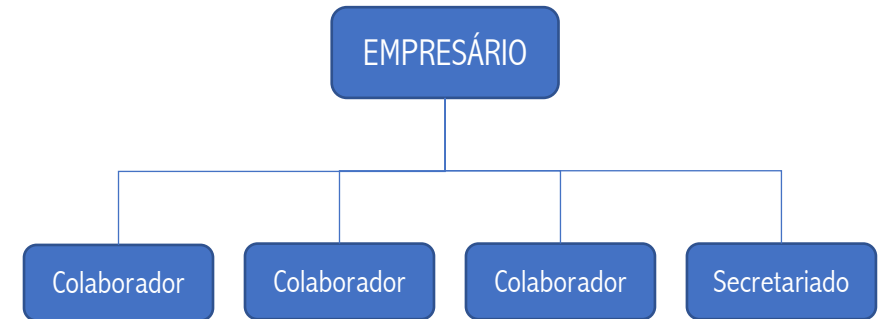 EMPRESÁRIO
Colaborador
Colaborador
Colaborador
Secretariado